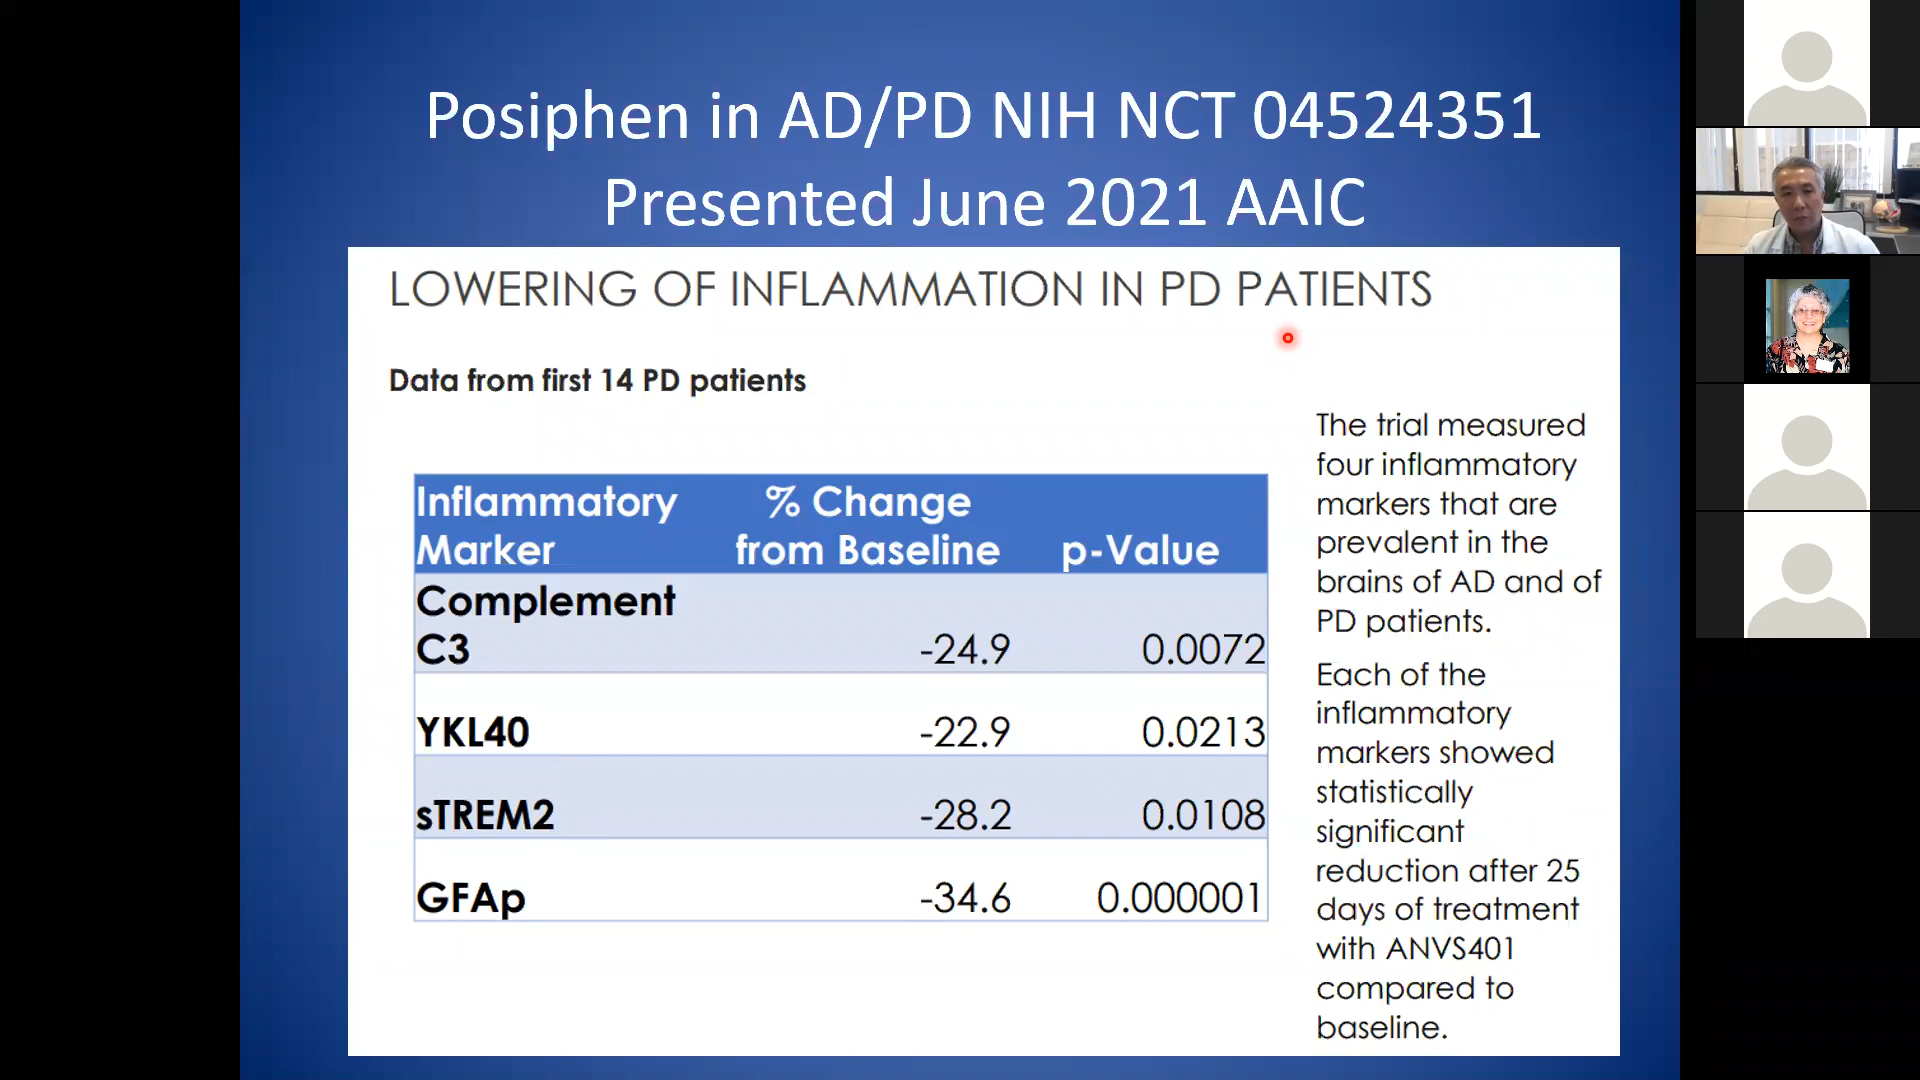 Posiphen in AD/PD NIH NCT 04524351
Presented June 2021 AAIC
LOWERING OF INFLAMMATION IN PD PATIENTS
Data from first 14 PD patients
Inflammatory Marker % Change from Baseline p-Value
Complement C3 -24.9 0.0072
YKL40 -22.9 0.0213
sTREM2 -28.2 0.0108
GFAp -34.6 0.000001
The trial measured
four inflammatory
markers that are
prevalent in the
brains of AD and of
PD patients.
Each of the
inflammatory
markers showed
statistically
significant
reduction after 25
days of treatment
with ANVS401
compared to
baseline.